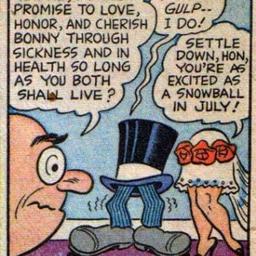 PROMISE TO LOVE,
HONOR, AND CHERISH
BONNY THROUGH
SICKNESS AND IN
HEALTH SO LONG
AS YOU BOTH
SHALL LIVE?
GULP--
I DO!
SETTLE
DOWN, HON,
YOU'RE AS
EXCITED AS
A SNOWBALL
IN JULY!